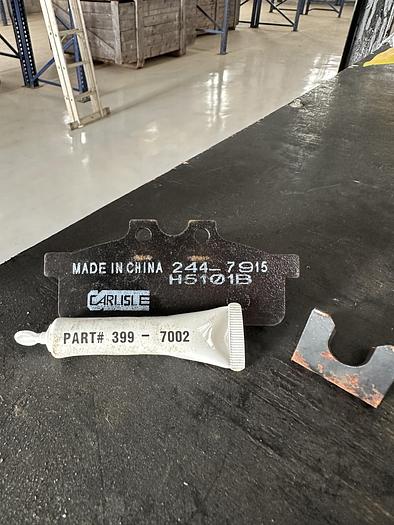 MADE IN CHINA 244-7915
H5101B
CARLISLE
PART# 399 - 7002